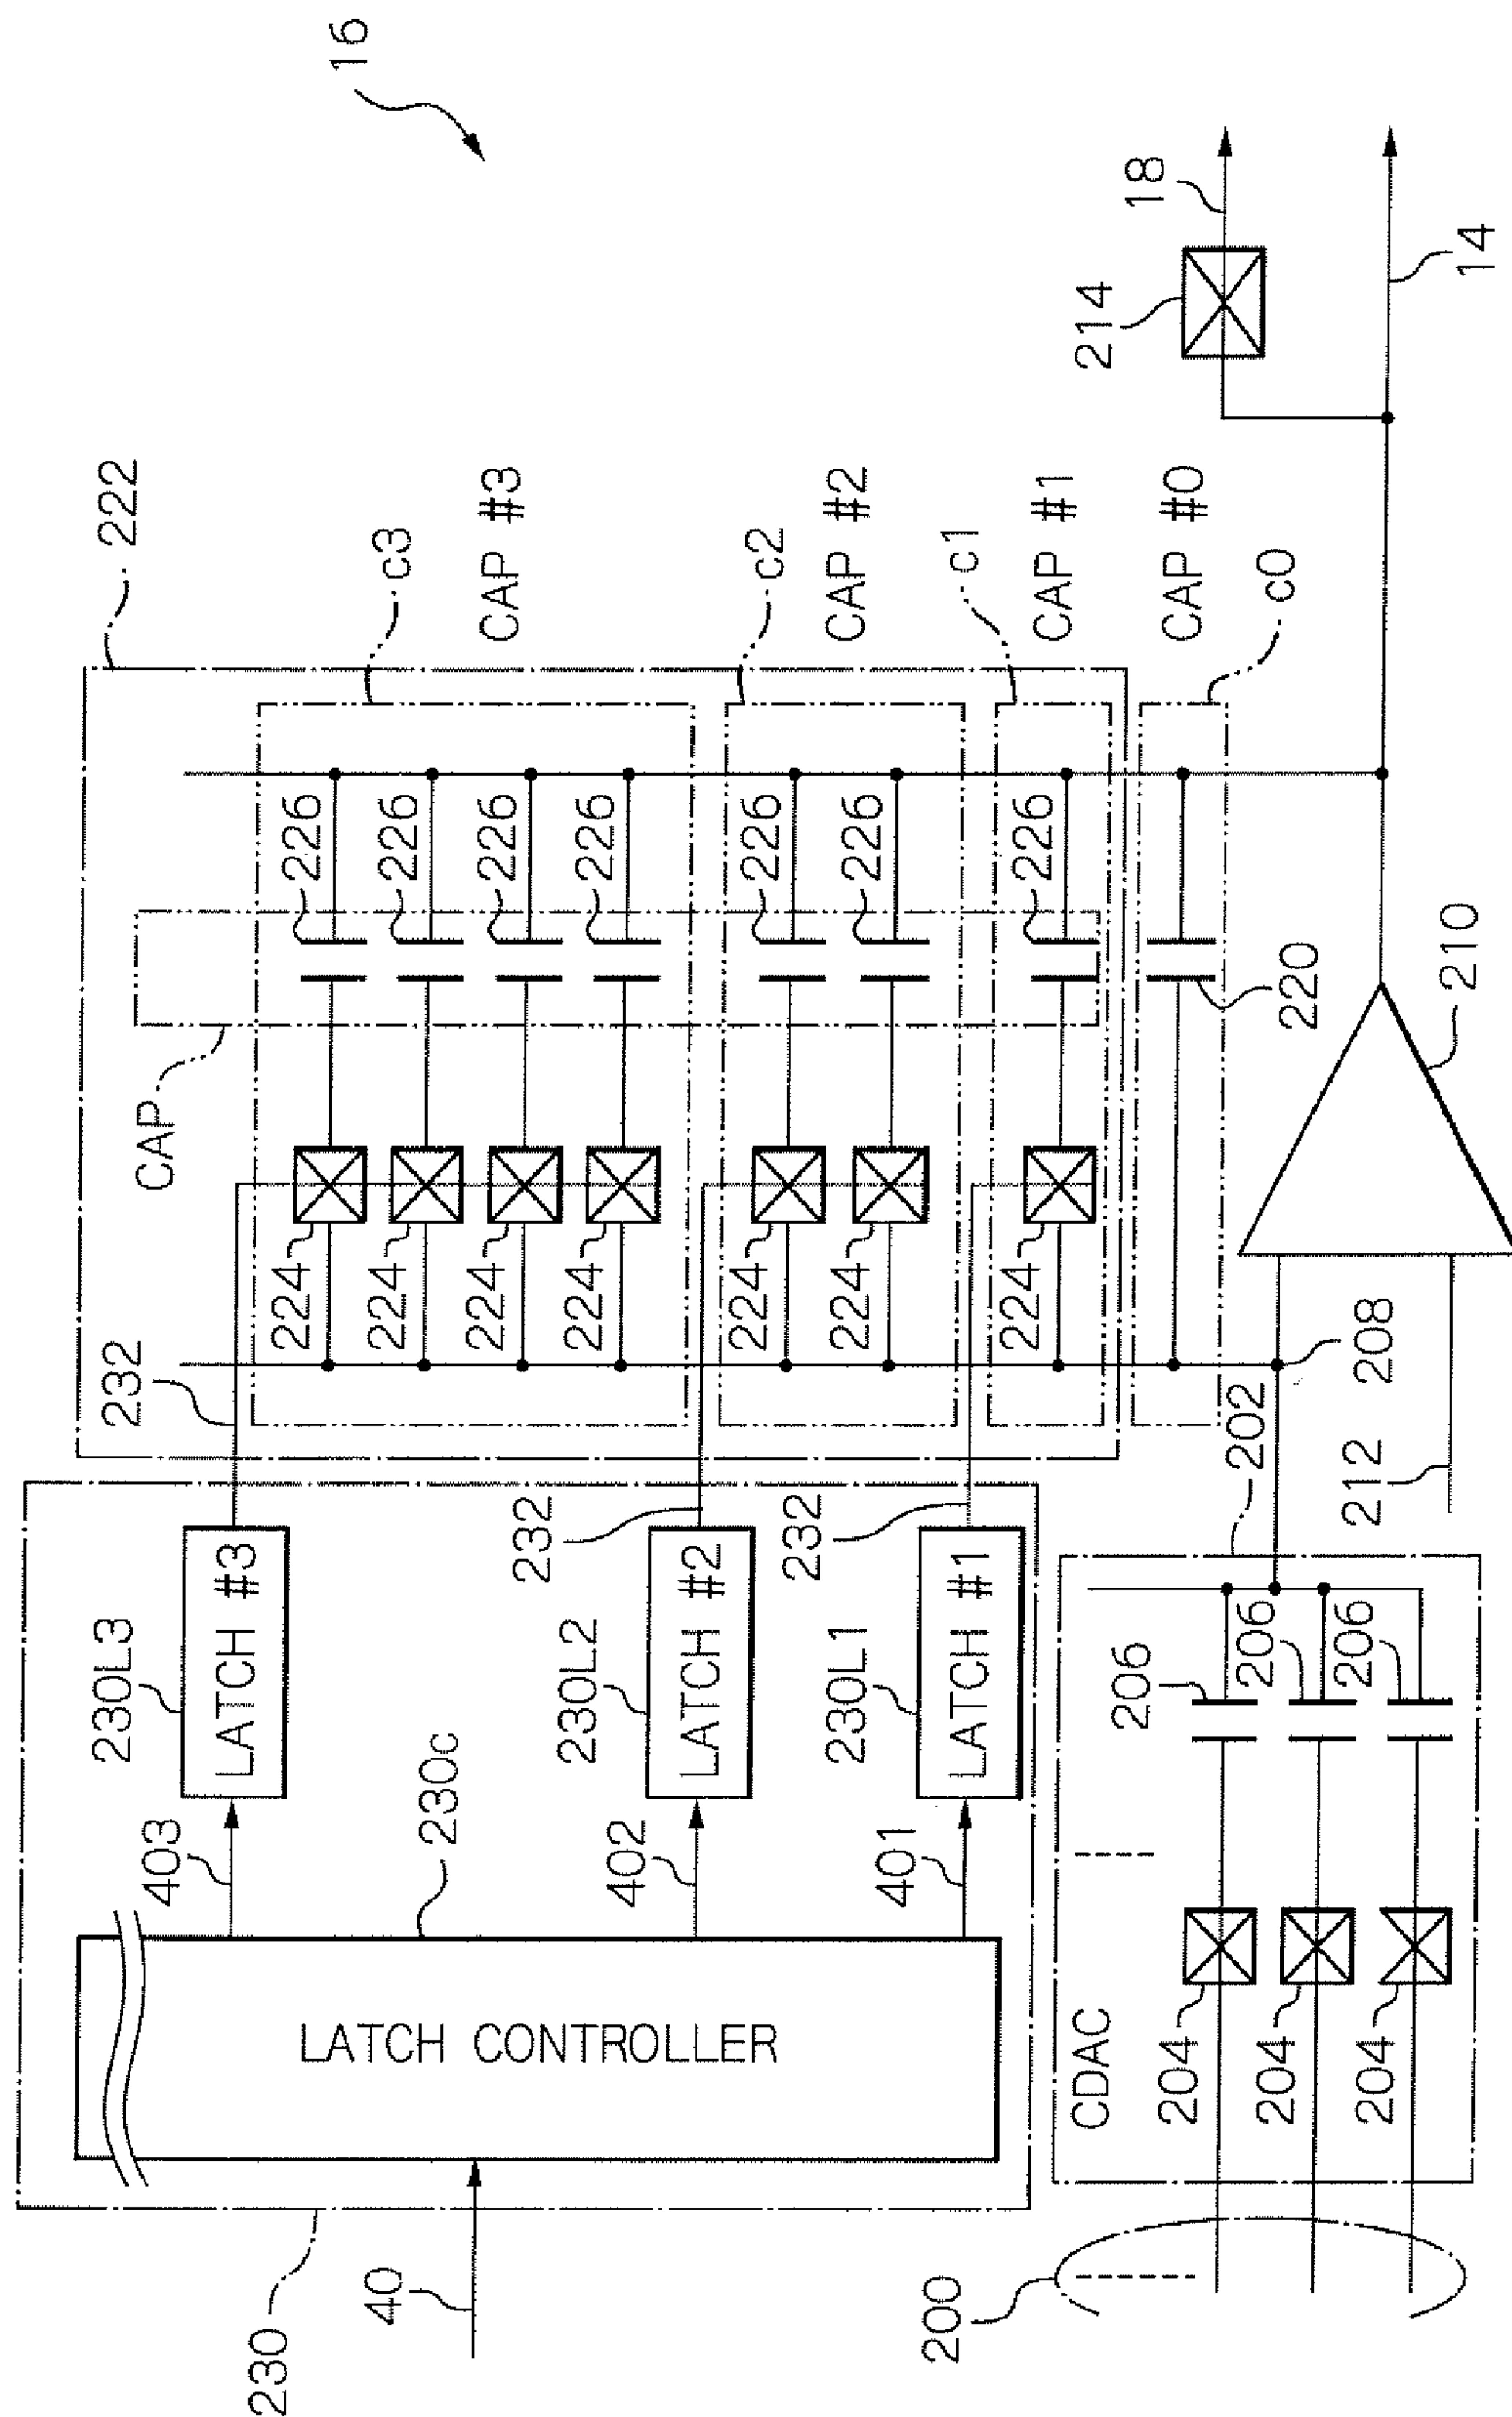 16
222
c3
CAP #3
c2
CAP #2
c1
CAP #1
CAP #0
c0
214
18
14
226
226
226
226
226
226
226
CAP
220
210
224
224
224
224
224
224
224
232
232
232
208
202
212
230L3
LATCH #3
230L2
LATCH #2
230L1
LATCH #1
403
402
401
230c
LATCH CONTROLLER
230
40
CDAC
206
206
206
204
204
204
200